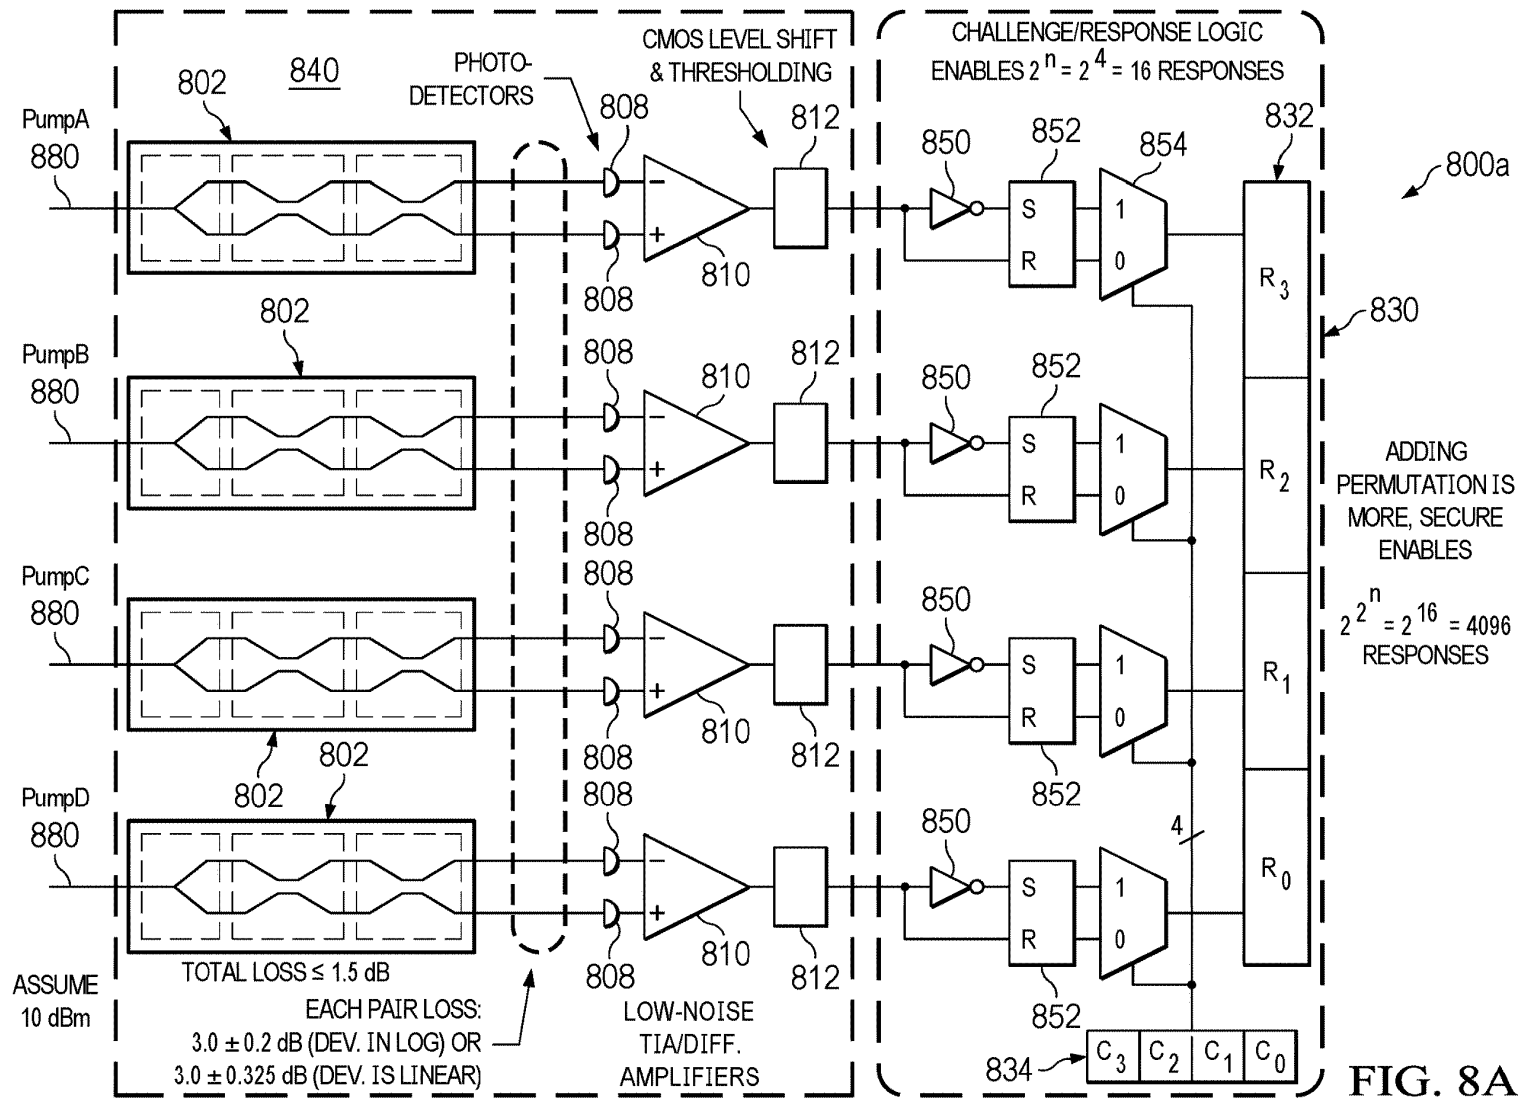 840
802
PHOTO-
DETECTORS
CMOS LEVEL SHIFT
& THRESHOLDING
CHALLENGE/RESPONSE LOGIC
ENABLES 2^n = 2^4 = 16 RESPONSES
PumpA
880
808
808
−
+
810
812
850
852
S
R
854
1
0
832
R3
800a
830
PumpB
880
802
808
808
−
+
810
812
850
852
S
R
1
0
R2
ADDING
PERMUTATION IS
MORE, SECURE
ENABLES
2^2^n = 2^16 = 4096
RESPONSES
PumpC
880
802
808
808
−
+
810
812
850
S
R
852
1
0
R1
PumpD
880
802
808
808
−
+
810
812
850
S
R
852
1
0
4
R0
ASSUME
10 dBm
TOTAL LOSS ≤ 1.5 dB
EACH PAIR LOSS:
3.0 ± 0.2 dB (DEV. IN LOG) OR
3.0 ± 0.325 dB (DEV. IS LINEAR)
LOW-NOISE
TIA/DIFF.
AMPLIFIERS
834
C3 C2 C1 C0
FIG. 8A